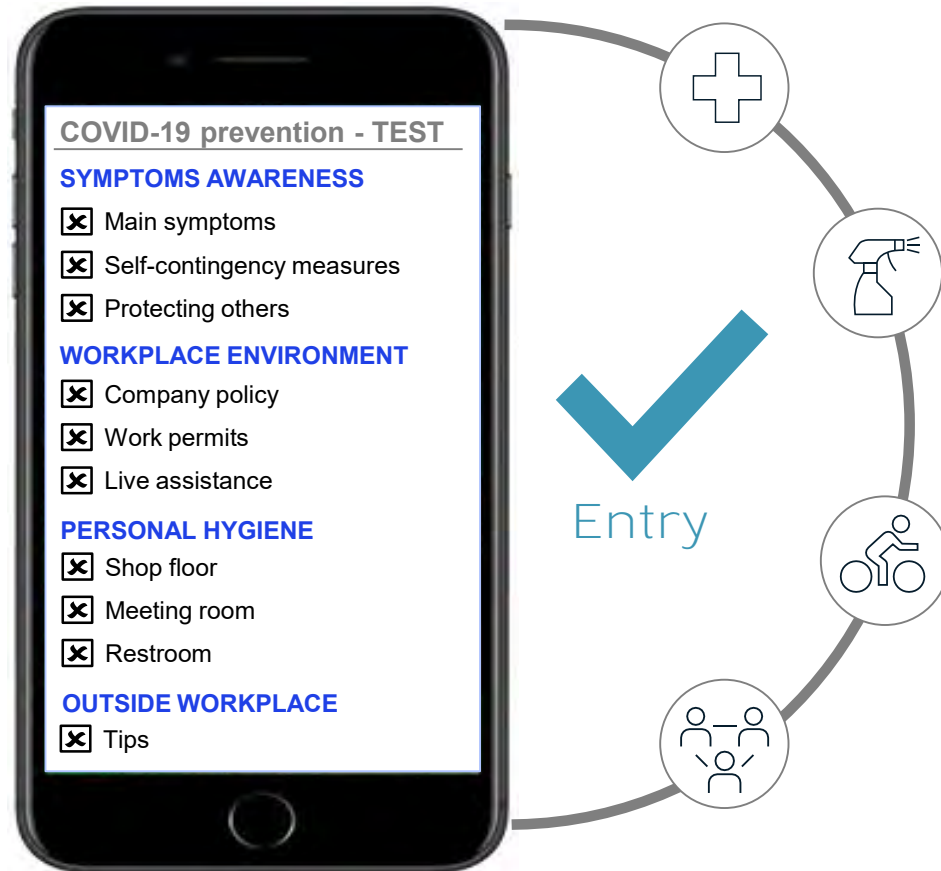 COVID-19 prevention - TEST
SYMPTOMS AWARENESS
Main symptoms
Self-contingency measures
Protecting others
WORKPLACE ENVIRONMENT
Company policy
Work permits
Live assistance
PERSONAL HYGIENE
Shop floor
Meeting room
Restroom
OUTSIDE WORKPLACE
Tips
Entry